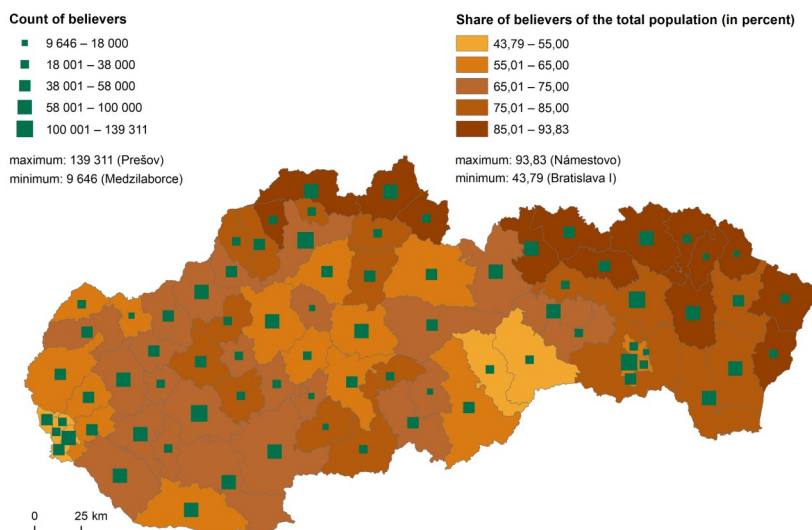 Count of believers
9 646 – 18 000
18 001 – 38 000
38 001 – 58 000
58 001 – 100 000
100 001 – 139 311
maximum: 139 311 (Prešov)
minimum: 9 646 (Medzilaborce)
Share of believers of the total population (in percent)
43,79 – 55,00
55,01 – 65,00
65,01 – 75,00
75,01 – 85,00
85,01 – 93,83
maximum: 93,83 (Námestovo)
minimum: 43,79 (Bratislava I)
0 25 km